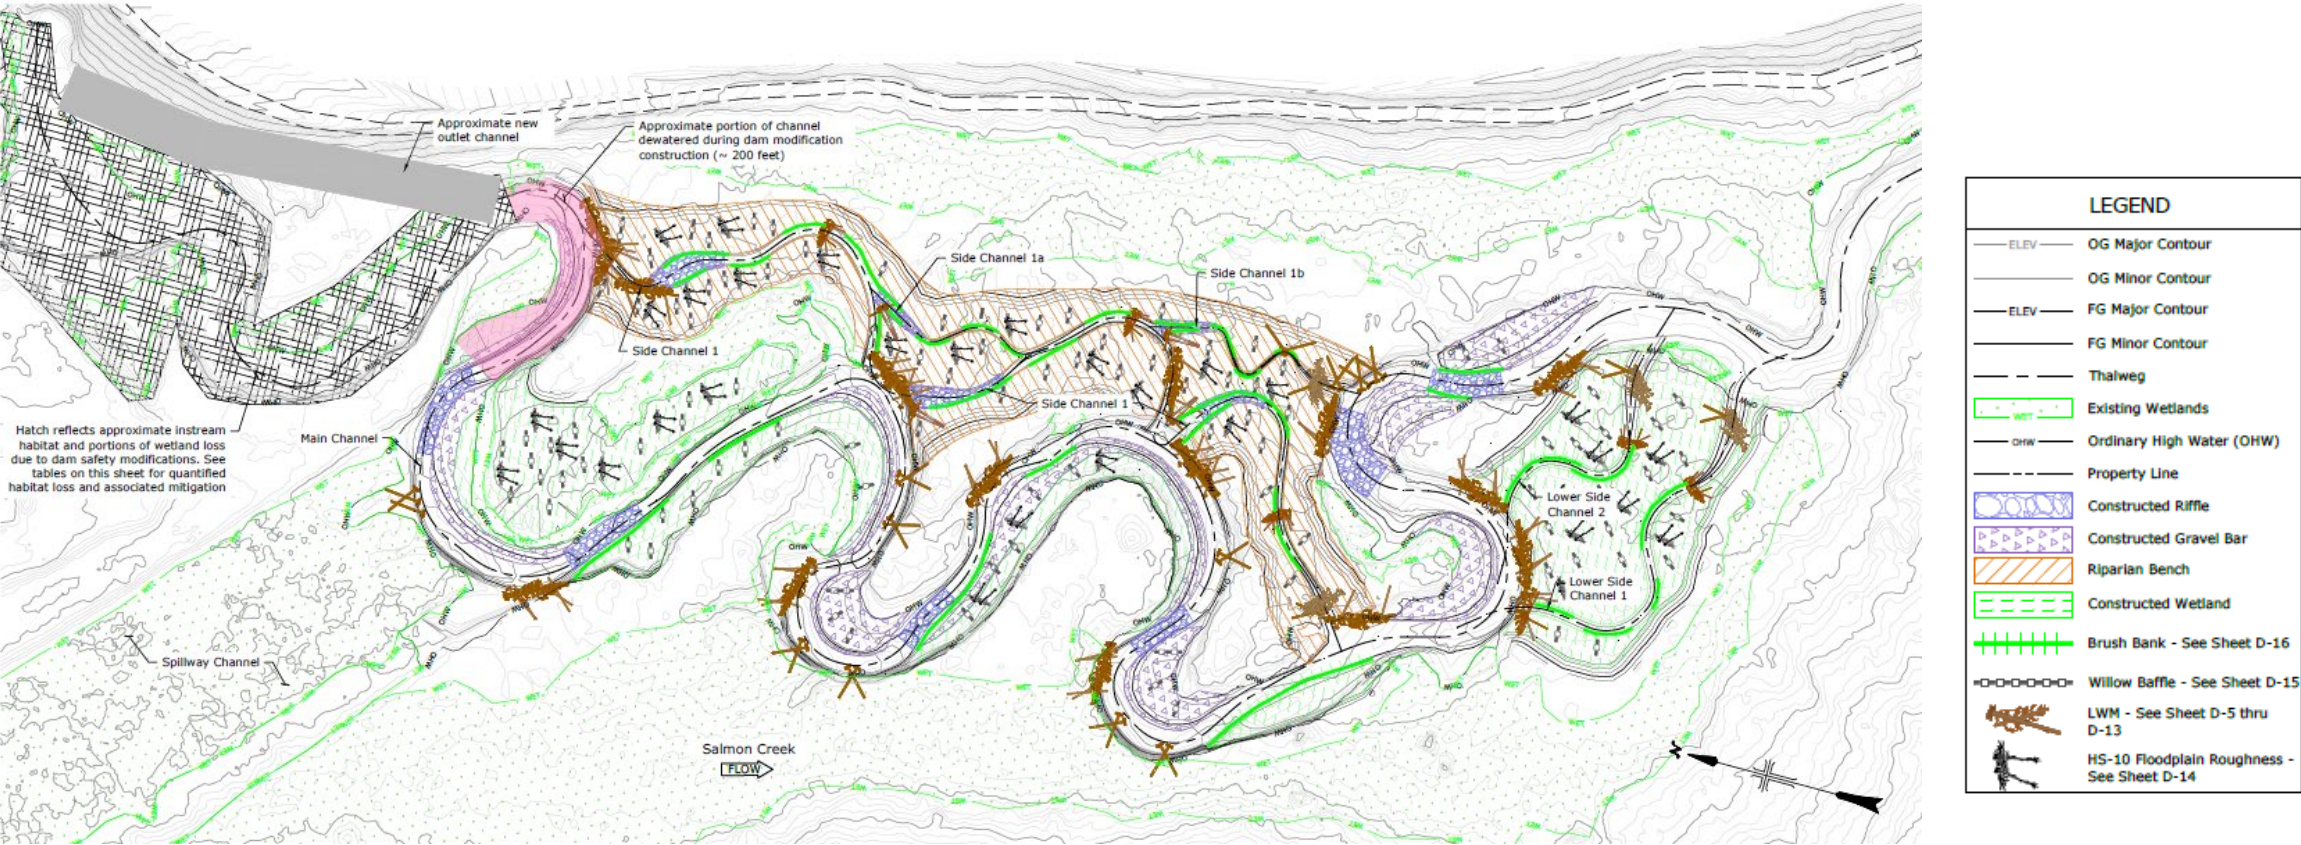 Approximate new
outlet channel
Approximate portion of channel
dewatered during dam modification
construction (~ 200 feet)
Side Channel 1a
Side Channel 1b
Side Channel 1
Side Channel 1
Main Channel
Hatch reflects approximate instream
habitat and portions of wetland loss
due to dam safety modifications. See
tables on this sheet for quantified
habitat loss and associated mitigation
Lower Side
Channel 2
Lower Side
Channel 1
Spillway Channel
Salmon Creek
FLOW
N
LEGEND
ELEV OG Major Contour
OG Minor Contour
ELEV FG Major Contour
FG Minor Contour
Thalweg
WET Existing Wetlands
OHW Ordinary High Water (OHW)
Property Line
Constructed Riffle
Constructed Gravel Bar
Riparian Bench
Constructed Wetland
Brush Bank - See Sheet D-16
Willow Baffle - See Sheet D-15
LWM - See Sheet D-5 thru
D-13
HS-10 Floodplain Roughness -
See Sheet D-14